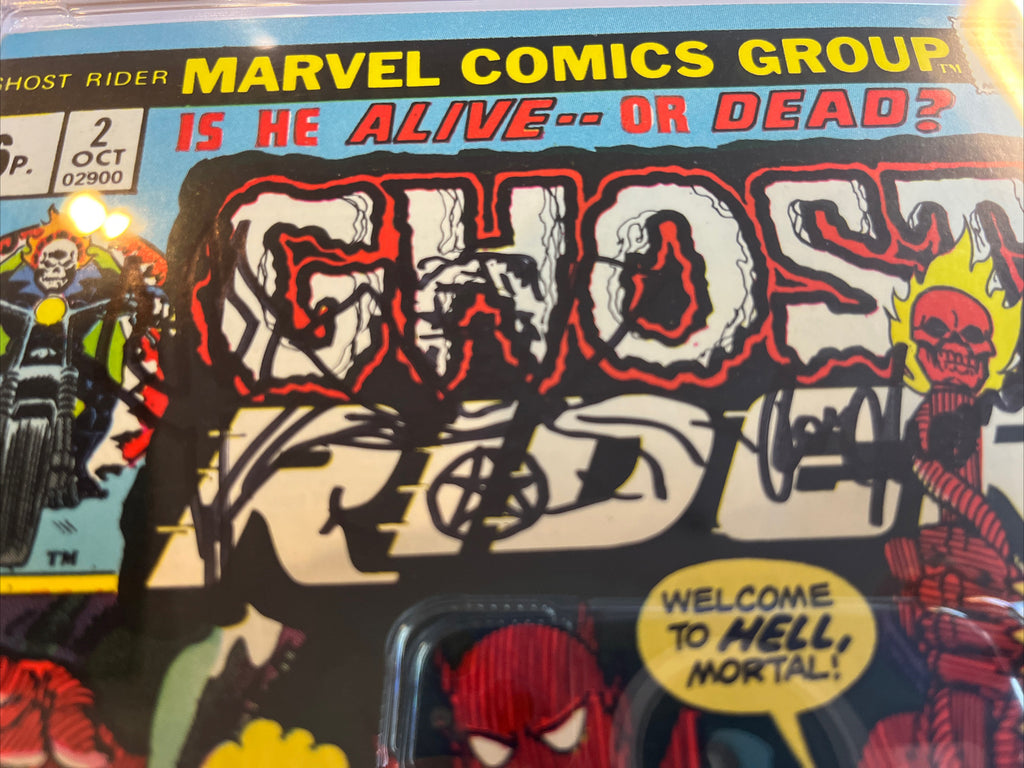 GHOST RIDER MARVEL COMICS GROUP™
IS HE ALIVE-- OR DEAD?
P.
2
OCT
02900
GHOST
RIDER
TM
WELCOME
TO HELL,
MORTAL!